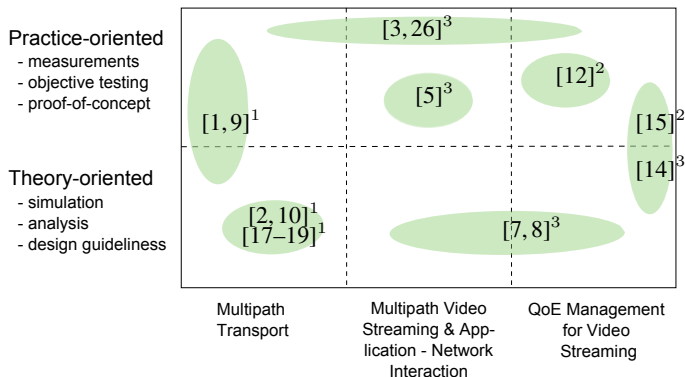 Practice-oriented
- measurements
- objective testing
- proof-of-concept
Theory-oriented
- simulation
- analysis
- design guideliness
[3, 26]³
[12]²
[5]³
[1, 9]¹
[15]²
[14]³
[2, 10]¹
[17–19]¹
[7, 8]³
Multipath
Transport
Multipath Video
Streaming & App-
lication - Network
Interaction
QoE Management
for Video
Streaming